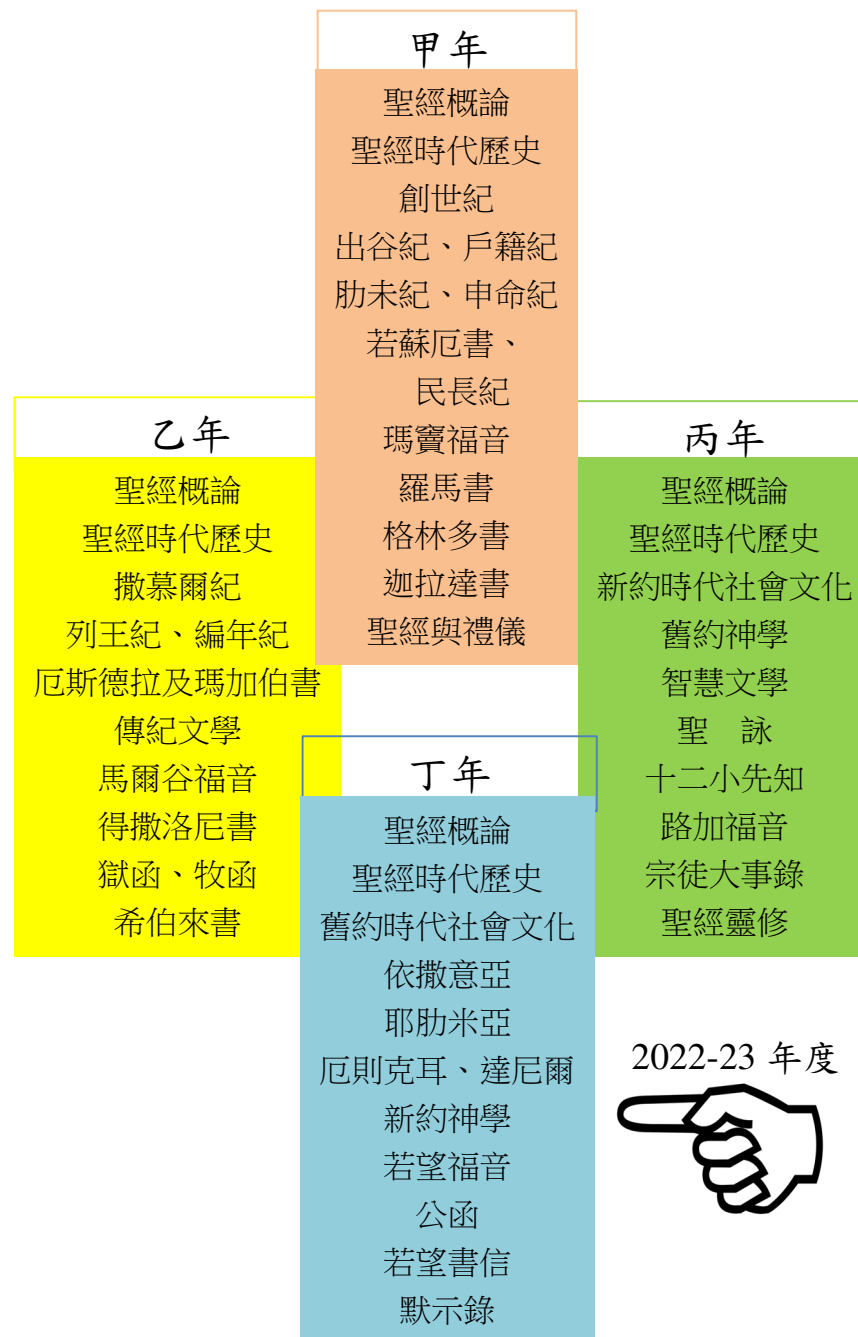 甲年
聖經概論
聖經時代歷史
創世紀
出谷紀、戶籍紀
肋未紀、申命紀
若蘇厄書、
民長紀
瑪竇福音
羅馬書
格林多書
迦拉達書
聖經與禮儀
乙年
聖經概論
聖經時代歷史
撒慕爾紀
列王紀、編年紀
厄斯德拉及瑪加伯書
傳紀文學
馬爾谷福音
得撒洛尼書
獄函、牧函
希伯來書
丙年
聖經概論
聖經時代歷史
新約時代社會文化
舊約神學
智慧文學
聖　詠
十二小先知
路加福音
宗徒大事錄
聖經靈修
丁年
聖經概論
聖經時代歷史
舊約時代社會文化
依撒意亞
耶肋米亞
厄則克耳、達尼爾
新約神學
若望福音
公函
若望書信
默示錄
2022-23 年度